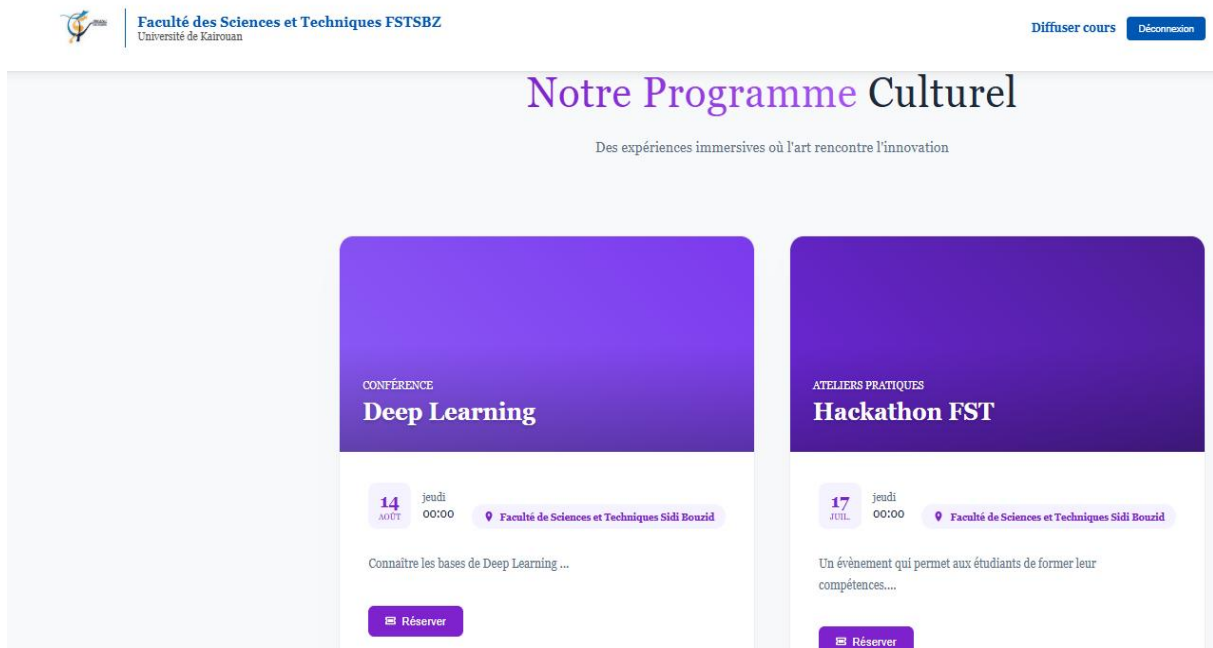 Faculté des Sciences et Techniques FSTSBZ
Université de Kairouan
Diffuser cours
Déconnexion
Notre Programme Culturel
Des expériences immersives où l'art rencontre l'innovation
CONFÉRENCE
Deep Learning
14
AOÛT
jeudi
00:00
Faculté de Sciences et Techniques Sidi Bouzid
Connaître les bases de Deep Learning ...
Réserver
ATELIERS PRATIQUES
Hackathon FST
17
JUIL.
jeudi
00:00
Faculté de Sciences et Techniques Sidi Bouzid
Un évènement qui permet aux étudiants de former leur
compétences....
Réserver